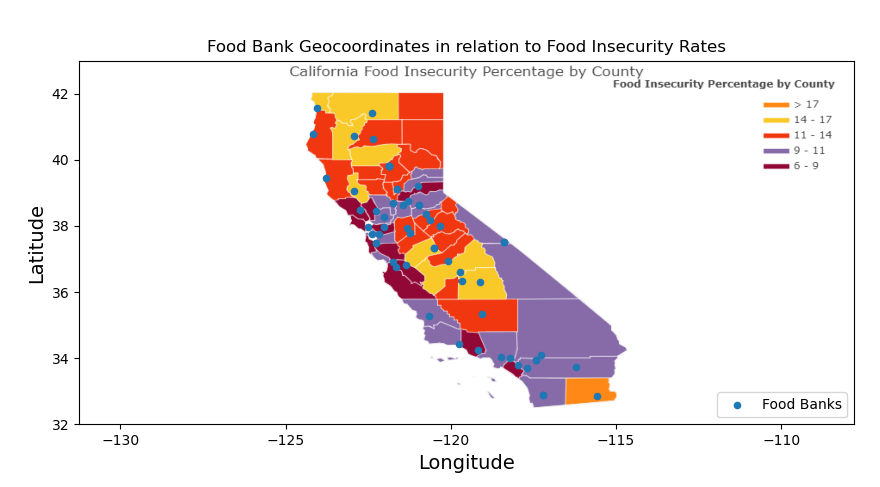 Food Bank Geocoordinates in relation to Food Insecurity Rates
California Food Insecurity Percentage by County
Food Insecurity Percentage by County
> 17
14 - 17
11 - 14
9 - 11
6 - 9
42
40
38
36
34
32
Latitude
Food Banks
−130
−125
−120
−115
−110
Longitude